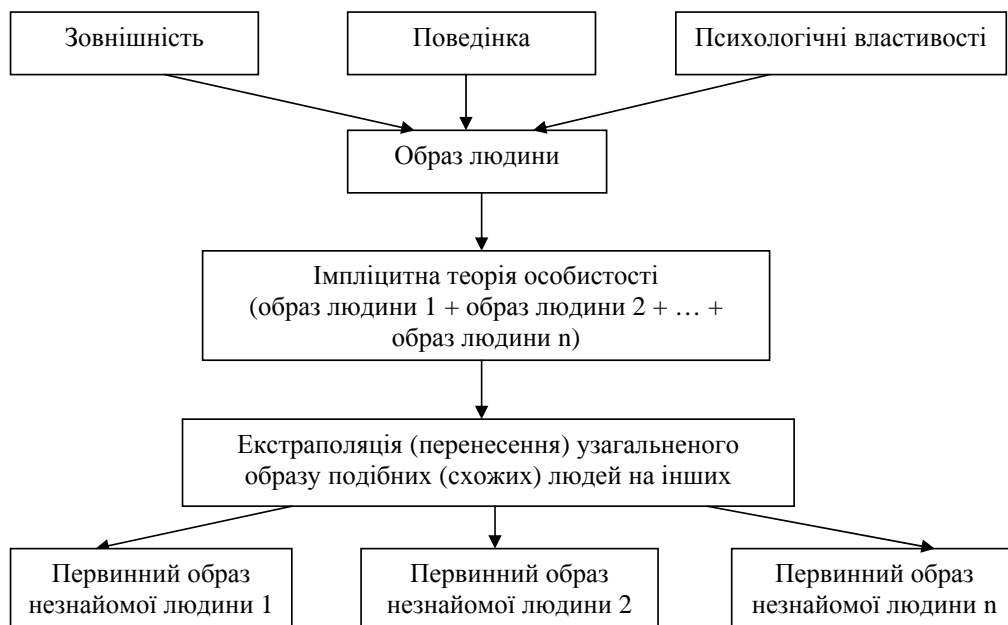 Зовнішність
Поведінка
Психологічні властивості
Образ людини
Імпліцитна теорія особистості
(образ людини 1 + образ людини 2 + … +
образ людини n)
Екстраполяція (перенесення) узагальненого
образу подібних (схожих) людей на інших
Первинний образ
незнайомої людини 1
Первинний образ
незнайомої людини 2
Первинний образ
незнайомої людини n